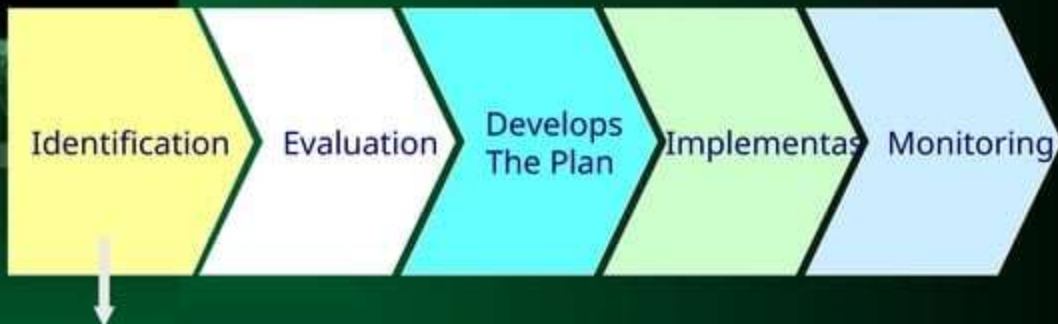 Identification
Evaluation
Develops
The Plan
Implementas
Monitoring